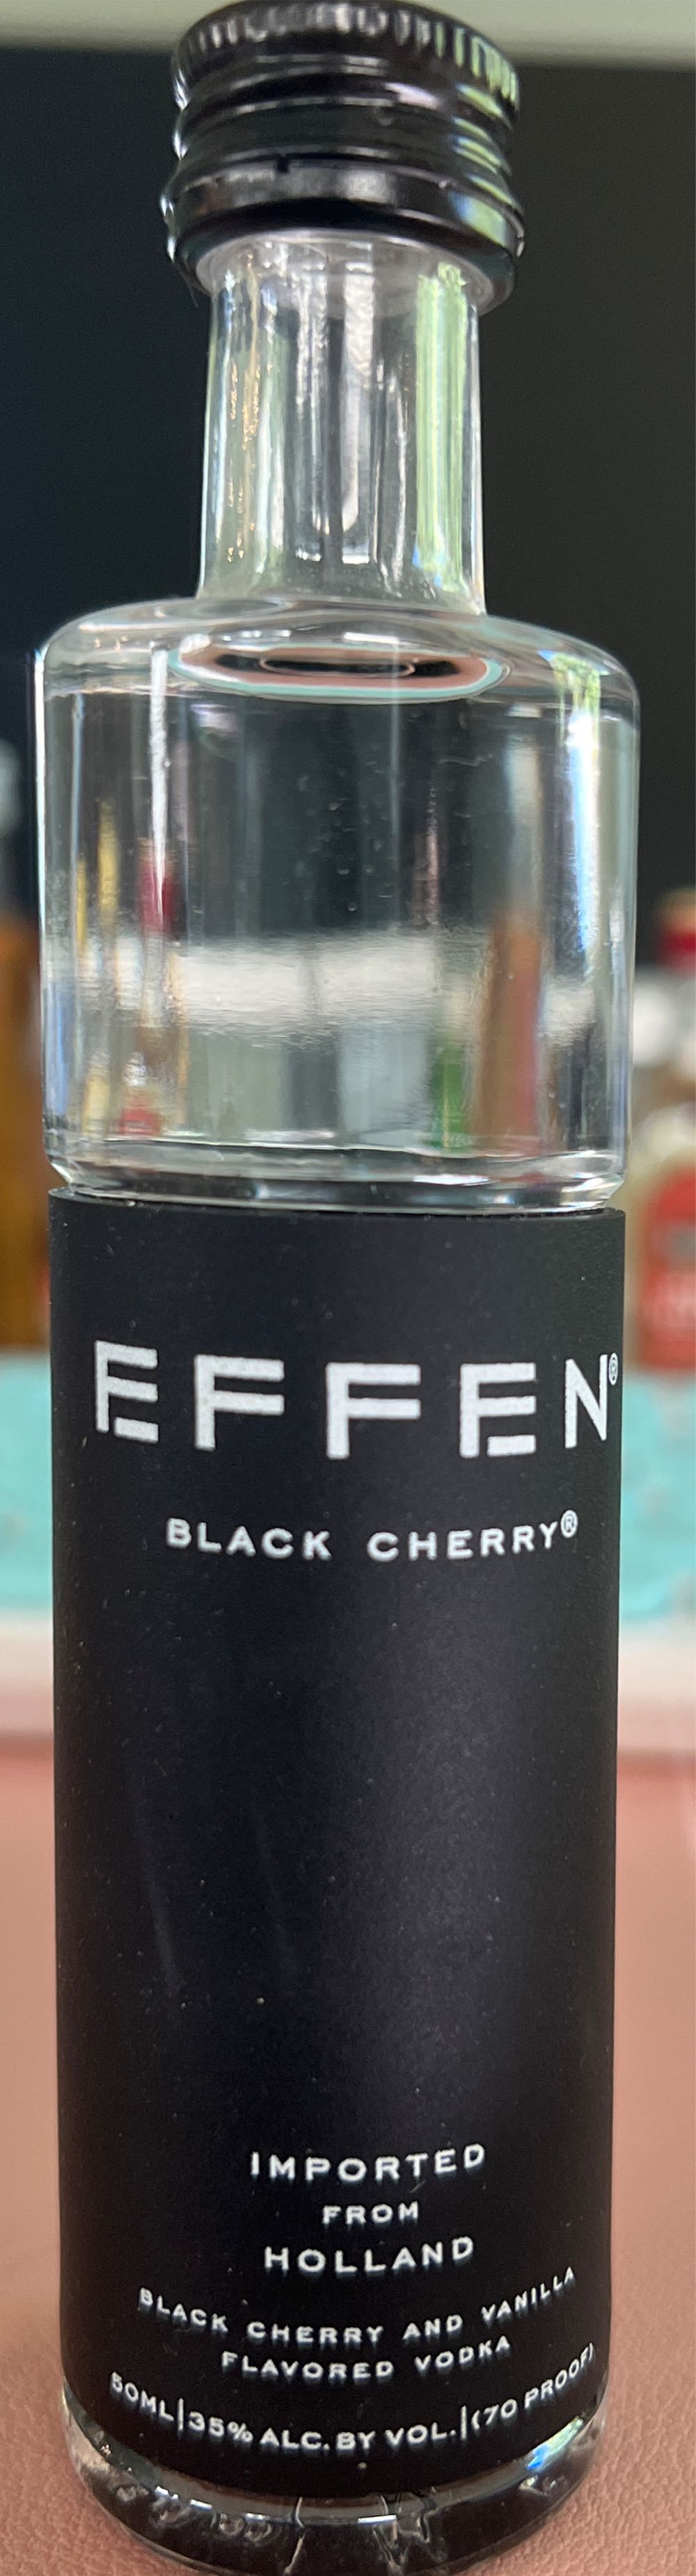 EFFEN®
BLACK CHERRY®
IMPORTED
FROM
HOLLAND
BLACK CHERRY AND VANILLA
FLAVORED VODKA
50ML|35% ALC. BY VOL.|(70 PROOF)